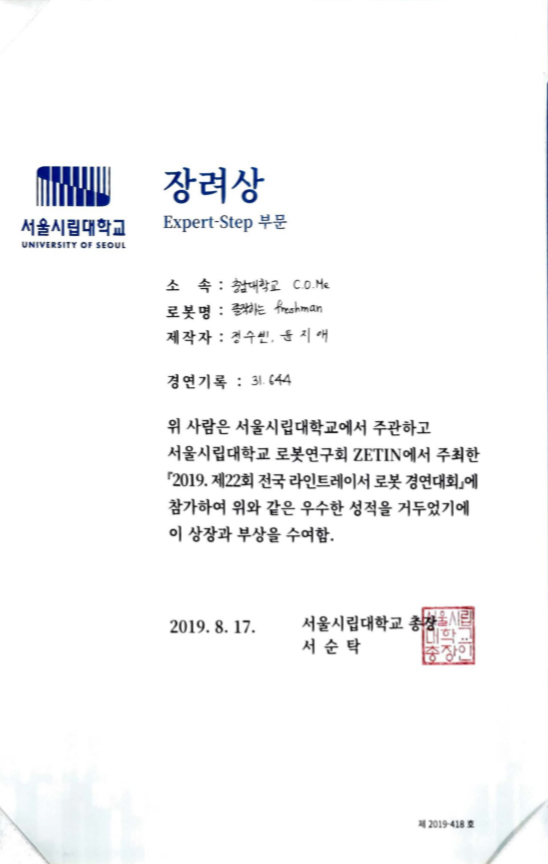 서울시립대학교
UNIVERSITY OF SEOUL
장려상
Expert-Step 부문
소 속 : 충남대학교 C.O.Me
로봇명 : freshman
제작자 : 정수빈, 윤지애
경연기록 : 31.644
위 사람은 서울시립대학교에서 주관하고
서울시립대학교 로봇연구회 ZETIN에서 주최한
『2019. 제22회 전국 라인트레이서 로봇 경연대회』에
참가하여 위와 같은 우수한 성적을 거두었기에
이 상장과 부상을 수여함.
2019. 8. 17.
서울시립대학교 총장
서 순 탁
서울시립
대학교
총장인
제 2019-418 호